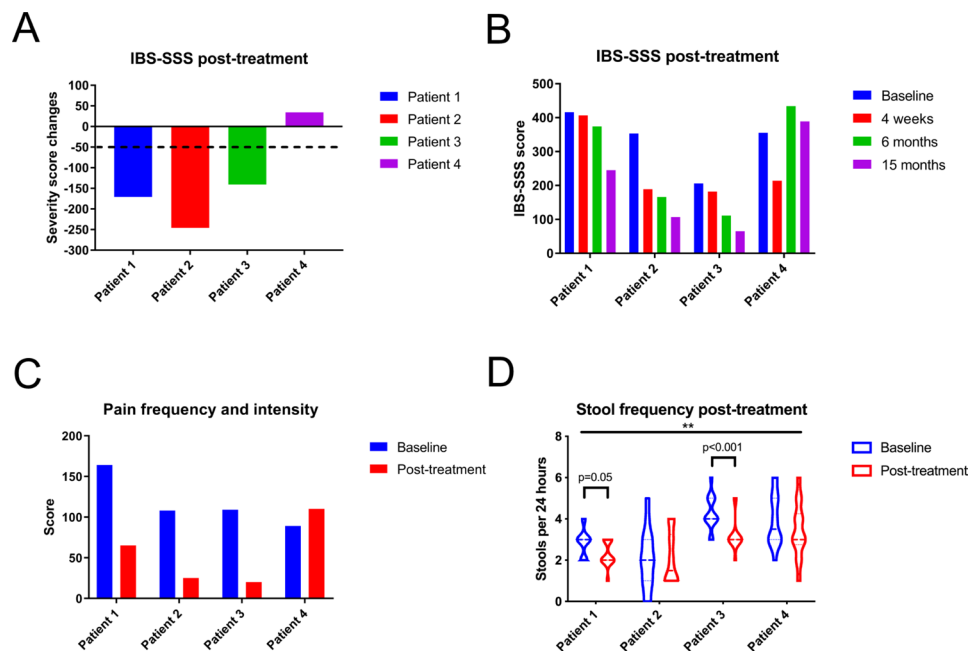 A
IBS-SSS post-treatment
Severity score changes
100
50
0
-50
-100
-150
-200
-250
-300
Patient 1
Patient 2
Patient 3
Patient 4
Patient 1
Patient 2
Patient 3
Patient 4
B
IBS-SSS post-treatment
IBS-SSS score
500
400
300
200
100
0
Patient 1
Patient 2
Patient 3
Patient 4
Baseline
4 weeks
6 months
15 months
C
Pain frequency and intensity
Score
200
150
100
50
0
Patient 1
Patient 2
Patient 3
Patient 4
Baseline
Post-treatment
D
Stool frequency post-treatment
**
Stools per 24 hours
8
6
4
2
0
p=0.05
p<0.001
Patient 1
Patient 2
Patient 3
Patient 4
Baseline
Post-treatment